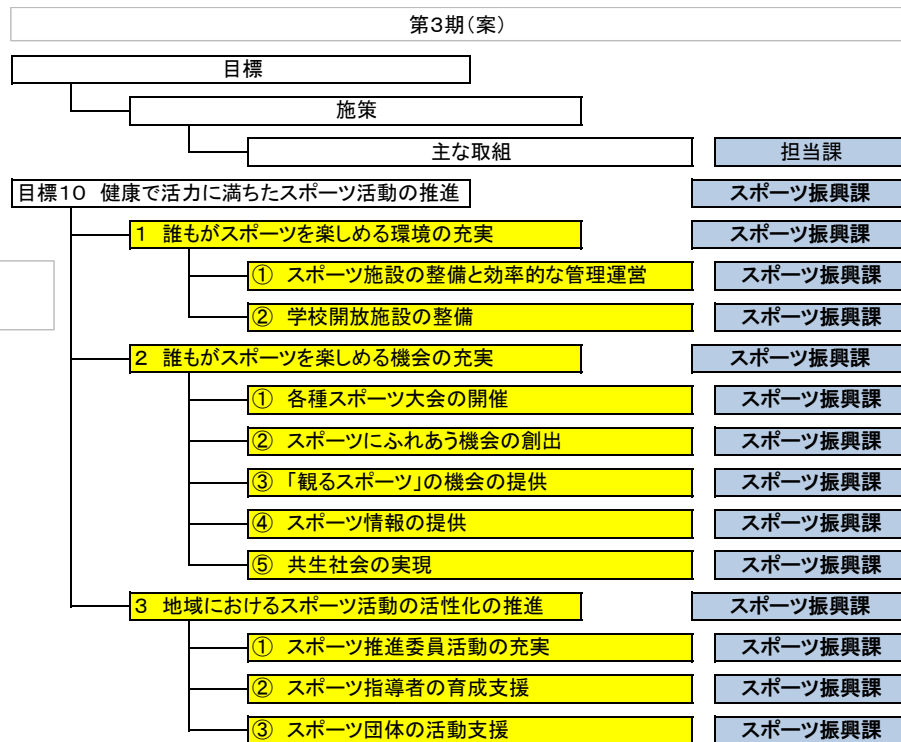 第3期（案）
目標
施策
主な取組 担当課
目標10　健康で活力に満ちたスポーツ活動の推進 スポーツ振興課
1　誰もがスポーツを楽しめる環境の充実 スポーツ振興課
①　スポーツ施設の整備と効率的な管理運営 スポーツ振興課
②　学校開放施設の整備 スポーツ振興課
2　誰もがスポーツを楽しめる機会の充実 スポーツ振興課
①　各種スポーツ大会の開催 スポーツ振興課
②　スポーツにふれあう機会の創出 スポーツ振興課
③　「観るスポーツ」の機会の提供 スポーツ振興課
④　スポーツ情報の提供 スポーツ振興課
⑤　共生社会の実現 スポーツ振興課
3　地域におけるスポーツ活動の活性化の推進 スポーツ振興課
①　スポーツ推進委員活動の充実 スポーツ振興課
②　スポーツ指導者の育成支援 スポーツ振興課
③　スポーツ団体の活動支援 スポーツ振興課